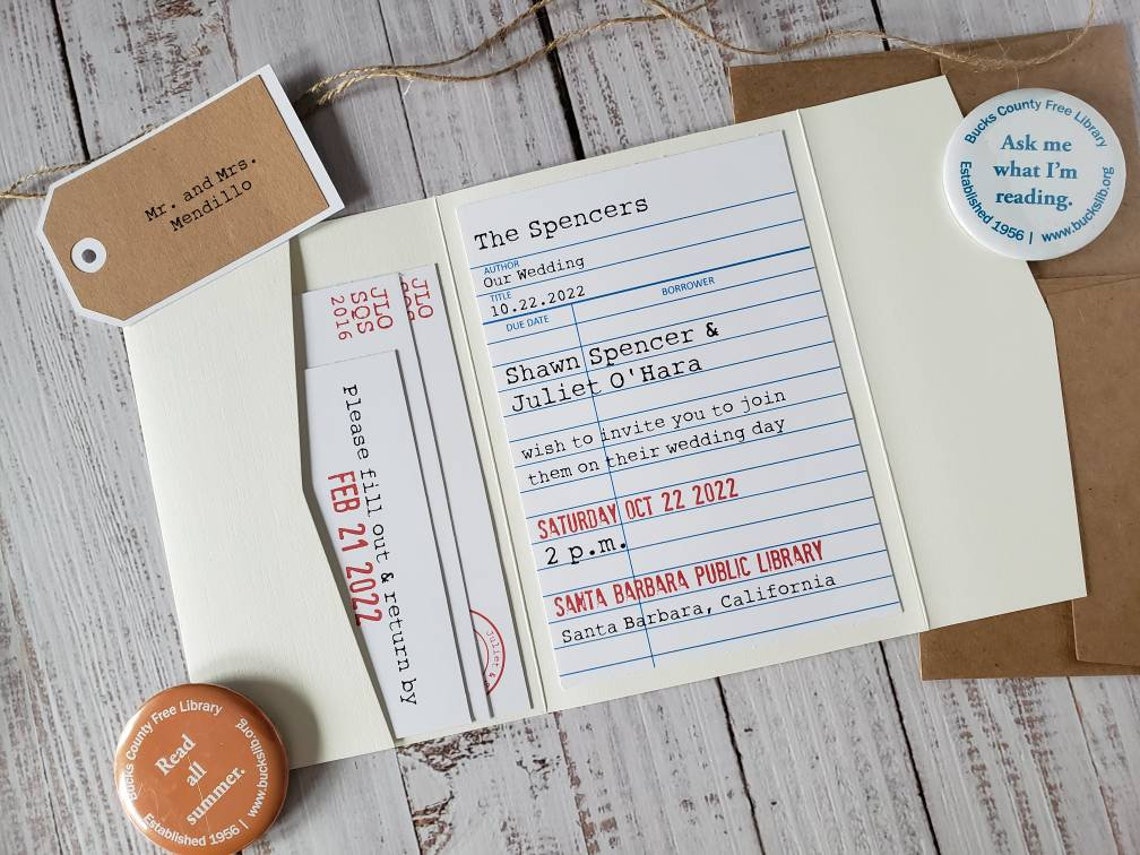 Mr. and Mrs.
Mendillo
The Spencers
AUTHOR
Our Wedding
TITLE
10.22.2022
DUE DATE
BORROWER
Shawn Spencer &
Juliet O'Hara
wish to invite you to join
them on their wedding day
SATURDAY OCT 22 2022
2 p.m.
SANTA BARBARA PUBLIC LIBRARY
Santa Barbara, California
JLO
SQS
2016
JLO
Please fill out & return by
FEB 21 2022
Juliet &
Bucks County Free Library
Ask me
what I'm
reading.
Established 1956 | www.buckslib.org
Bucks County Free Library
Read
all
summer.
Established 1956 | www.buckslib.org